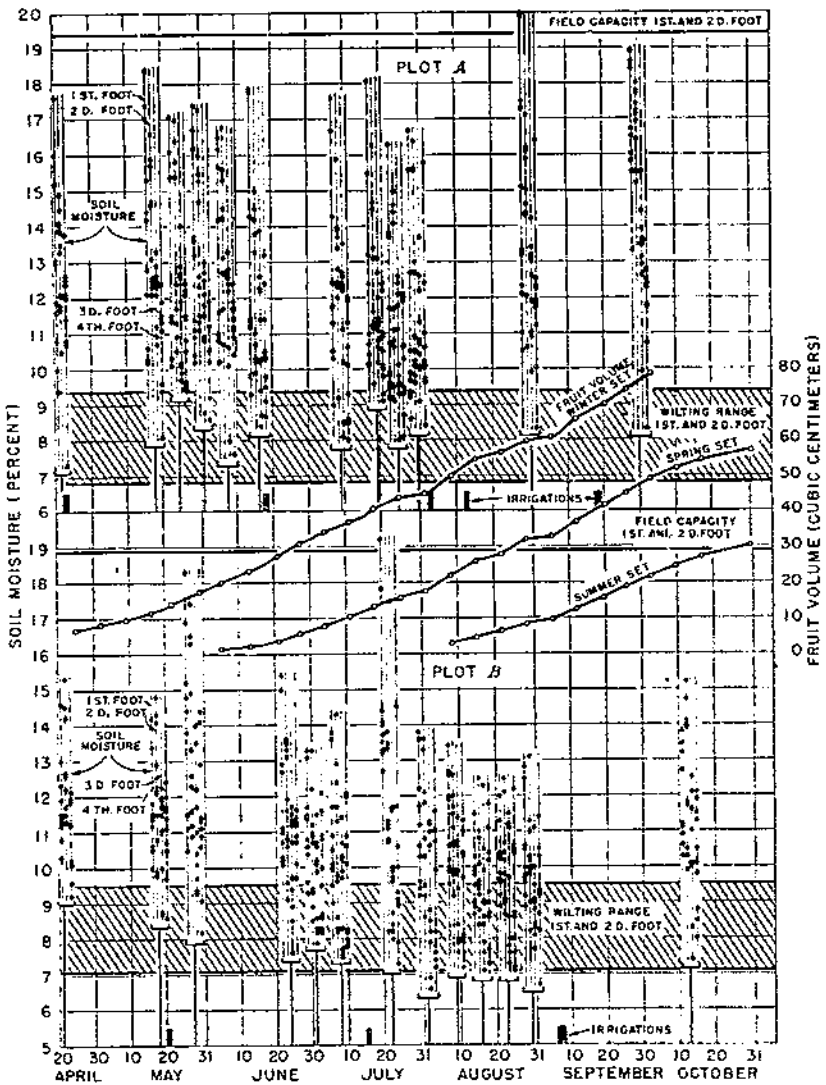 20
19
18
17
16
15
14
13
12
11
10
9
8
7
6
19
18
17
16
15
14
13
12
11
10
9
8
7
6
5
SOIL MOISTURE (PERCENT)
FIELD CAPACITY 1ST. AND 2D. FOOT
PLOT A
1ST. FOOT
2D. FOOT
SOIL
MOISTURE
3D. FOOT
4TH. FOOT
FRUIT VOLUME
WINTER SET
WILTING RANGE
1ST. AND 2D. FOOT
SPRING SET
IRRIGATIONS
FIELD CAPACITY
1ST. AND. 2D. FOOT
SUMMER SET
PLOT B
1ST. FOOT
2D. FOOT
SOIL
MOISTURE
3D FOOT
4TH. FOOT
WILTING RANGE
1ST. AND 2D. FOOT
IRRIGATIONS
80
70
60
50
40
30
20
10
0
FRUIT VOLUME (CUBIC CENTIMETERS)
20 30 10 20 31 10 20 30 10 20 31 10 20 31 10 20 30 10 20 31
APRIL MAY JUNE JULY AUGUST SEPTEMBER OCTOBER